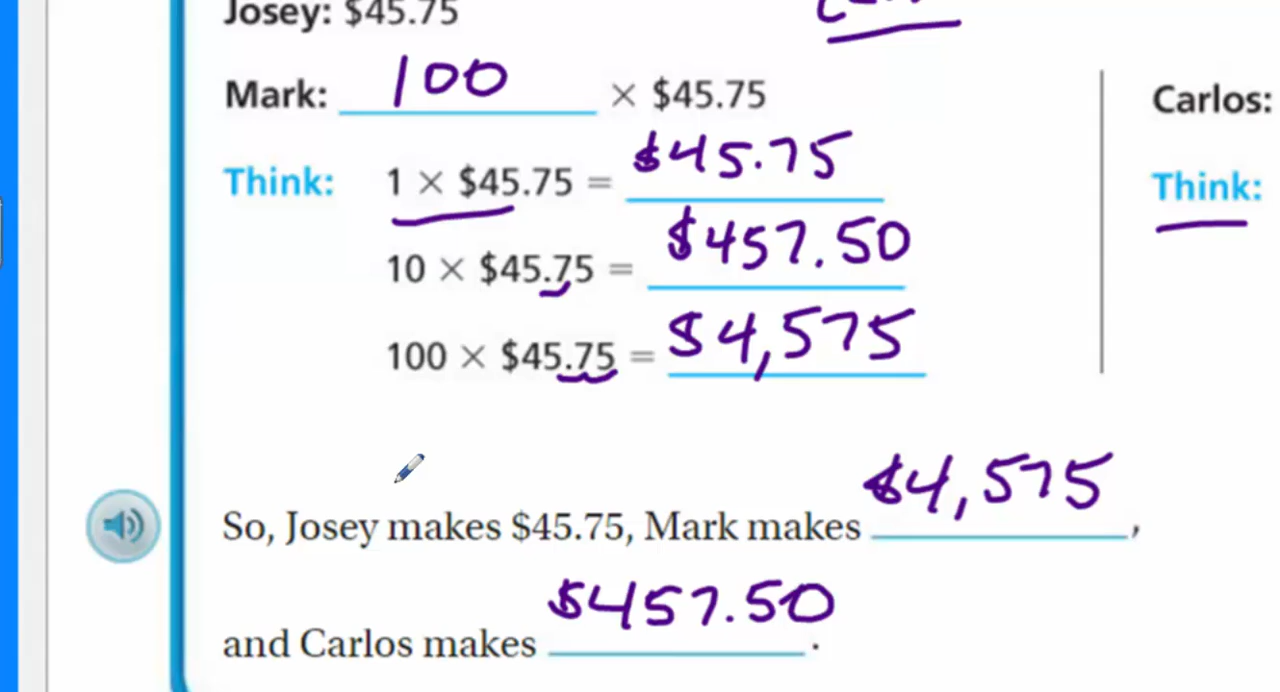 Josey: $45.75
Mark: 100 × $45.75
Carlos:
Think: 1 × $45.75 = $45.75
Think:
10 × $45.75 = $457.50
100 × $45.75 = $4,575
So, Josey makes $45.75, Mark makes $4,575,
and Carlos makes $457.50.